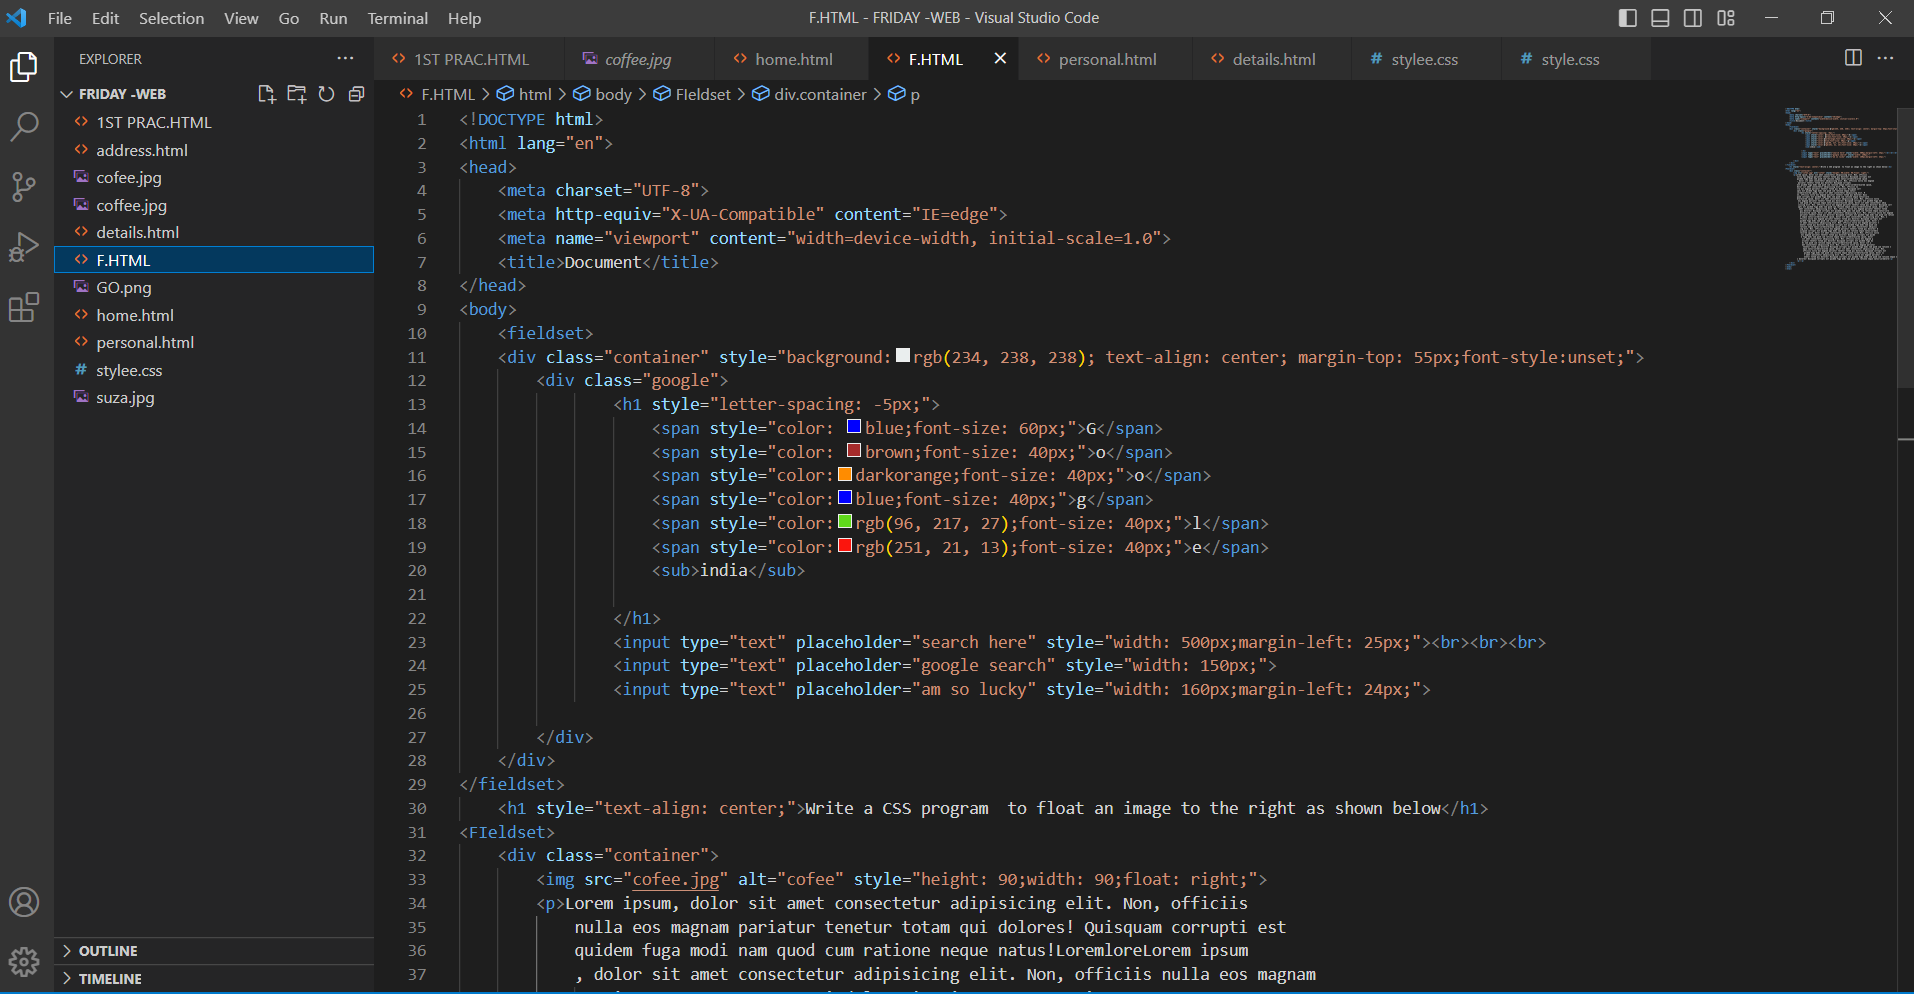 File Edit Selection View Go Run Terminal Help
F.HTML - FRIDAY -WEB - Visual Studio Code
EXPLORER
FRIDAY -WEB
1ST PRAC.HTML
address.html
cofee.jpg
coffee.jpg
details.html
F.HTML
GO.png
home.html
personal.html
# stylee.css
suza.jpg
OUTLINE
TIMELINE
1ST PRAC.HTML coffee.jpg home.html F.HTML personal.html details.html # stylee.css # style.css
F.HTML > html > body > FIeldset > div.container > p
1 <!DOCTYPE html>
2 <html lang="en">
3 <head>
4 <meta charset="UTF-8">
5 <meta http-equiv="X-UA-Compatible" content="IE=edge">
6 <meta name="viewport" content="width=device-width, initial-scale=1.0">
7 <title>Document</title>
8 </head>
9 <body>
10 <fieldset>
11 <div class="container" style="background: rgb(234, 238, 238); text-align: center; margin-top: 55px;font-style:unset;">
12 <div class="google">
13 <h1 style="letter-spacing: -5px;">
14 <span style="color: blue;font-size: 60px;">G</span>
15 <span style="color: brown;font-size: 40px;">o</span>
16 <span style="color: darkorange;font-size: 40px;">o</span>
17 <span style="color: blue;font-size: 40px;">g</span>
18 <span style="color: rgb(96, 217, 27);font-size: 40px;">l</span>
19 <span style="color: rgb(251, 21, 13);font-size: 40px;">e</span>
20 <sub>india</sub>
21
22 </h1>
23 <input type="text" placeholder="search here" style="width: 500px;margin-left: 25px;"><br><br><br>
24 <input type="text" placeholder="google search" style="width: 150px;">
25 <input type="text" placeholder="am so lucky" style="width: 160px;margin-left: 24px;">
26
27 </div>
28 </div>
29 </fieldset>
30 <h1 style="text-align: center;">Write a CSS program  to float an image to the right as shown below</h1>
31 <FIeldset>
32 <div class="container">
33 <img src="cofee.jpg" alt="cofee" style="height: 90;width: 90;float: right;">
34 <p>Lorem ipsum, dolor sit amet consectetur adipisicing elit. Non, officiis
35 nulla eos magnam pariatur tenetur totam qui dolores! Quisquam corrupti est
36 quidem fuga modi nam quod cum ratione neque natus!LoremloreLorem ipsum
37 , dolor sit amet consectetur adipisicing elit. Non, officiis nulla eos magnam